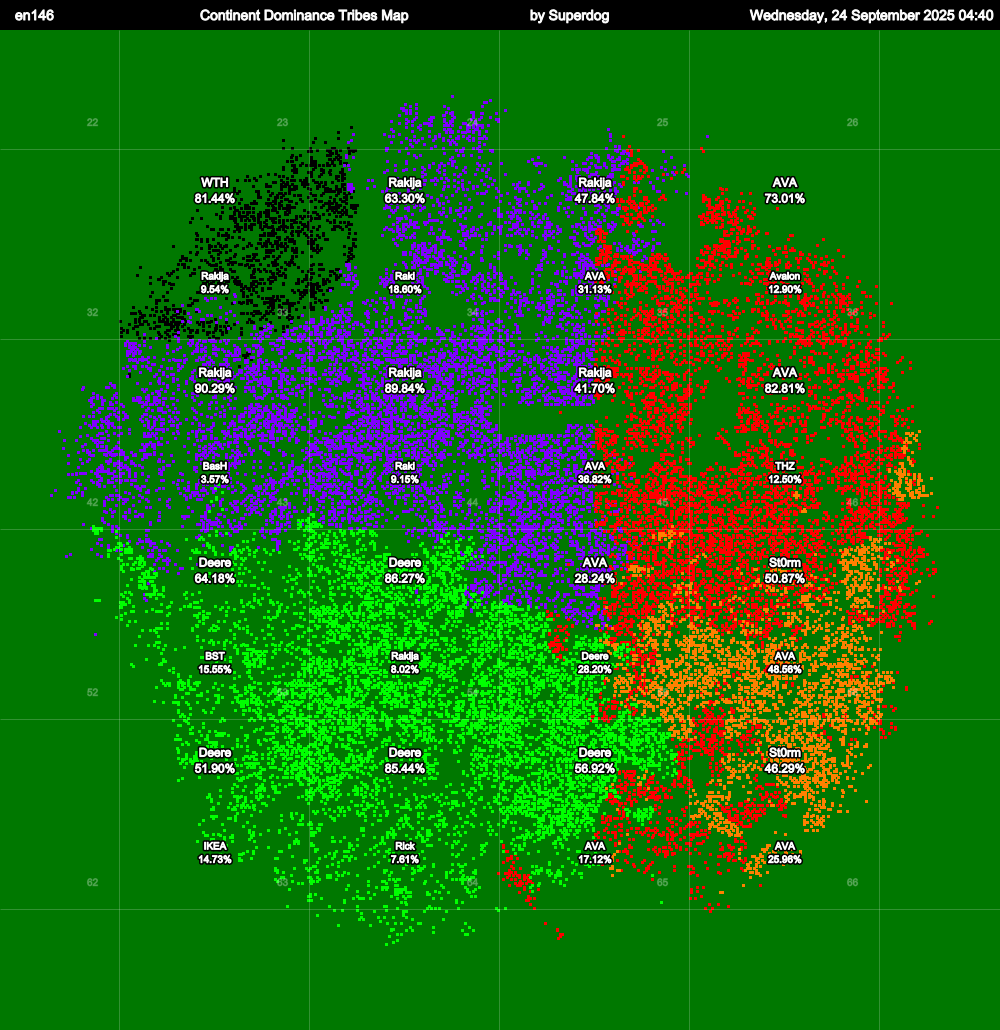 en146 Continent Dominance Tribes Map by Superdog Wednesday, 24 September 2025 04:40
22 23 24 25 26
WTH Rakija Rakija AVA
81.44% 63.30% 47.84% 73.01%
Rakija Raki AVA Avalon
9.54% 18.60% 31.13% 12.90%
32 33 34 35 36
Rakija Rakija Rakija AVA
90.29% 89.84% 41.70% 82.81%
BasH Raki AVA THZ
3.57% 9.15% 36.82% 12.50%
42 43 44 45 46
Deere Deere AVA St0rm
64.18% 86.27% 28.24% 50.87%
BST Rakija Deere AVA
15.55% 8.02% 28.20% 48.56%
52
Deere Deere Deere St0rm
51.90% 85.44% 56.92% 46.29%
IKEA Rick AVA AVA
14.73% 7.61% 17.12% 25.96%
62 63 64 65 66